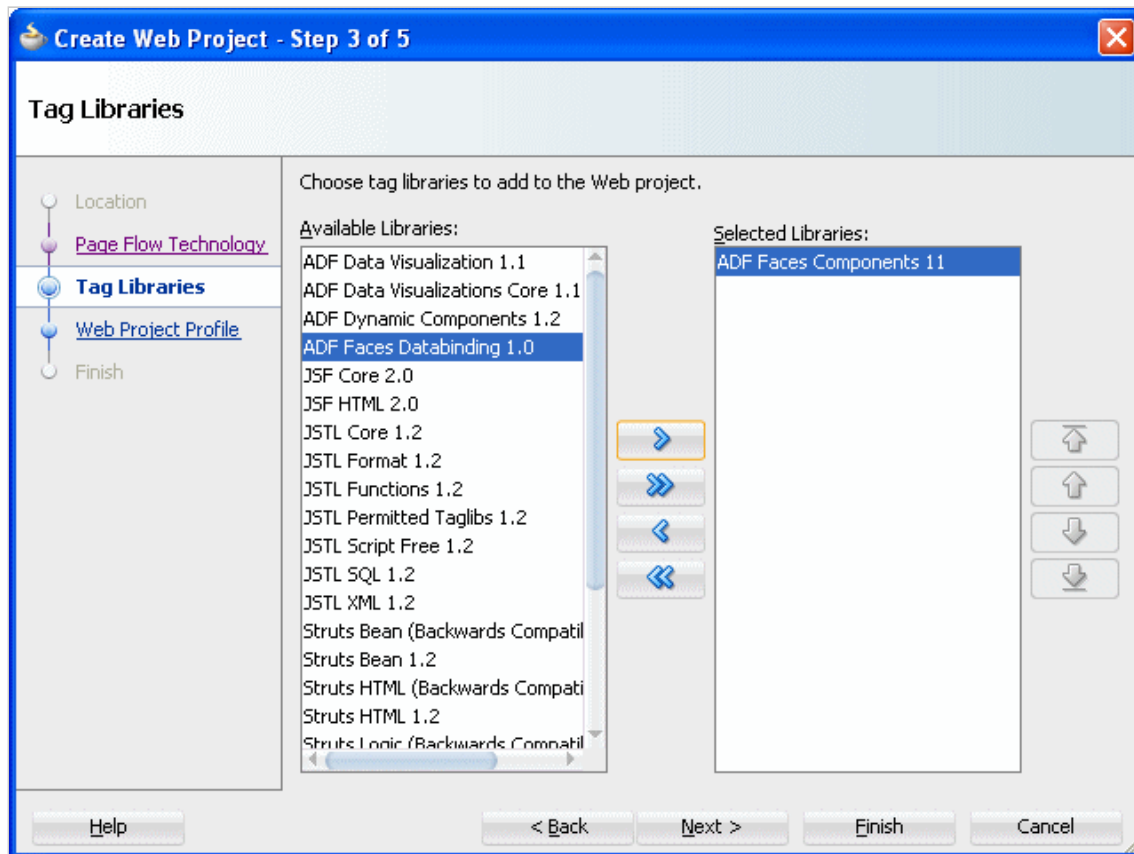 Create Web Project - Step 3 of 5
Tag Libraries
Location
Page Flow Technology
Tag Libraries
Web Project Profile
Finish
Choose tag libraries to add to the Web project.
Available Libraries:
ADF Data Visualization 1.1
ADF Data Visualizations Core 1.1
ADF Dynamic Components 1.2
ADF Faces Databinding 1.0
JSF Core 2.0
JSF HTML 2.0
JSTL Core 1.2
JSTL Format 1.2
JSTL Functions 1.2
JSTL Permitted Taglibs 1.2
JSTL Script Free 1.2
JSTL SQL 1.2
JSTL XML 1.2
Struts Bean (Backwards Compatil
Struts Bean 1.2
Struts HTML (Backwards Compati
Struts HTML 1.2
Struts Logic (Backwards Compatil
Selected Libraries:
ADF Faces Components 11
Help
< Back
Next >
Finish
Cancel